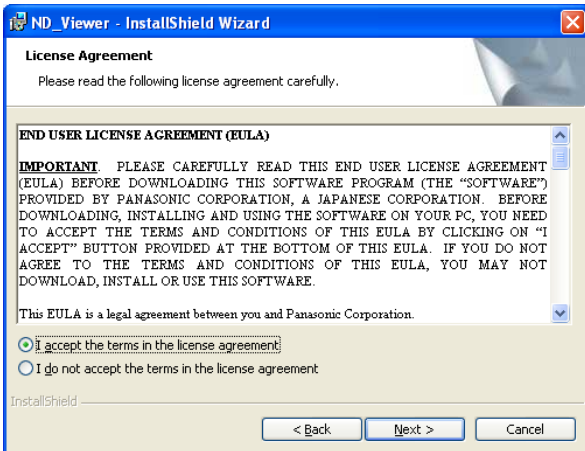 ND_Viewer - InstallShield Wizard
License Agreement
Please read the following license agreement carefully.
END USER LICENSE AGREEMENT (EULA)
IMPORTANT. PLEASE CAREFULLY READ THIS END USER LICENSE AGREEMENT
(EULA) BEFORE DOWNLOADING THIS SOFTWARE PROGRAM (THE “SOFTWARE”)
PROVIDED BY PANASONIC CORPORATION, A JAPANESE CORPORATION. BEFORE
DOWNLOADING, INSTALLING AND USING THE SOFTWARE ON YOUR PC, YOU NEED
TO ACCEPT THE TERMS AND CONDITIONS OF THIS EULA BY CLICKING ON “I
ACCEPT” BUTTON PROVIDED AT THE BOTTOM OF THIS EULA. IF YOU DO NOT
AGREE TO THE TERMS AND CONDITIONS OF THIS EULA, YOU MAY NOT
DOWNLOAD, INSTALL OR USE THIS SOFTWARE.
This EULA is a legal agreement between you and Panasonic Corporation.
I accept the terms in the license agreement
I do not accept the terms in the license agreement
InstallShield
< Back Next > Cancel